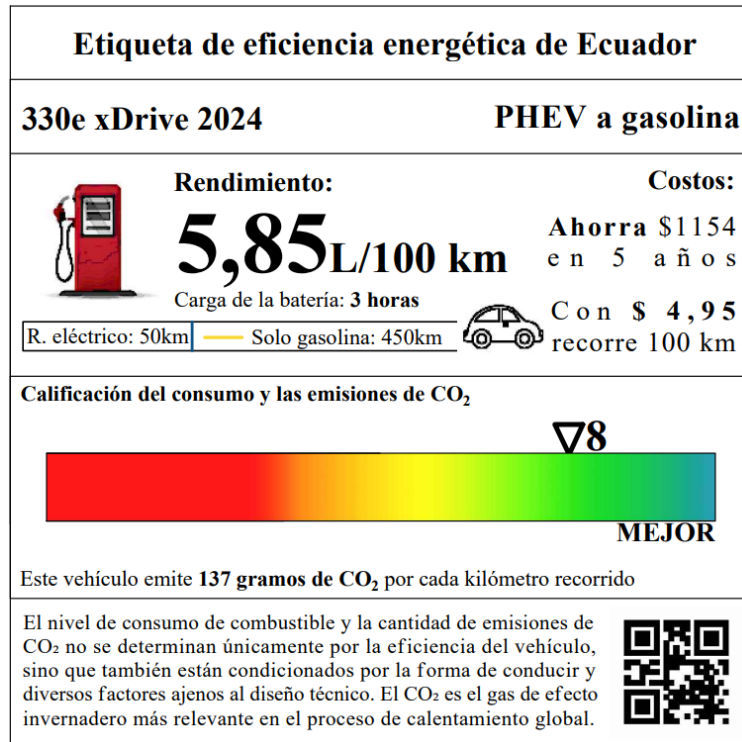 Etiqueta de eficiencia energética de Ecuador
330e xDrive 2024
PHEV a gasolina
Rendimiento:
5,85 L/100 km
Carga de la batería: 3 horas
R. eléctrico: 50km
Solo gasolina: 450km
Costos:
Ahorra $1154
en 5 años
Con $ 4,95
recorre 100 km
Calificación del consumo y las emisiones de CO₂
8
MEJOR
Este vehículo emite 137 gramos de CO₂ por cada kilómetro recorrido
El nivel de consumo de combustible y la cantidad de emisiones de
CO₂ no se determinan únicamente por la eficiencia del vehículo,
sino que también están condicionados por la forma de conducir y
diversos factores ajenos al diseño técnico. El CO₂ es el gas de efecto
invernadero más relevante en el proceso de calentamiento global.